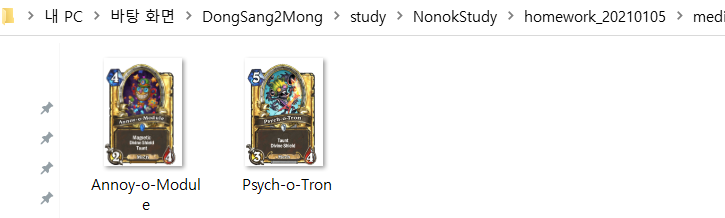 내 PC > 바탕 화면 > DongSang2Mong > study > NonokStudy > homework_20210105 > medi
4
Annoy-o-Module
Magnetic
Divine Shield
Taunt
2
4
5
Psych-o-Tron
Taunt
Divine Shield
3
4
Annoy-o-Modul
e
Psych-o-Tron